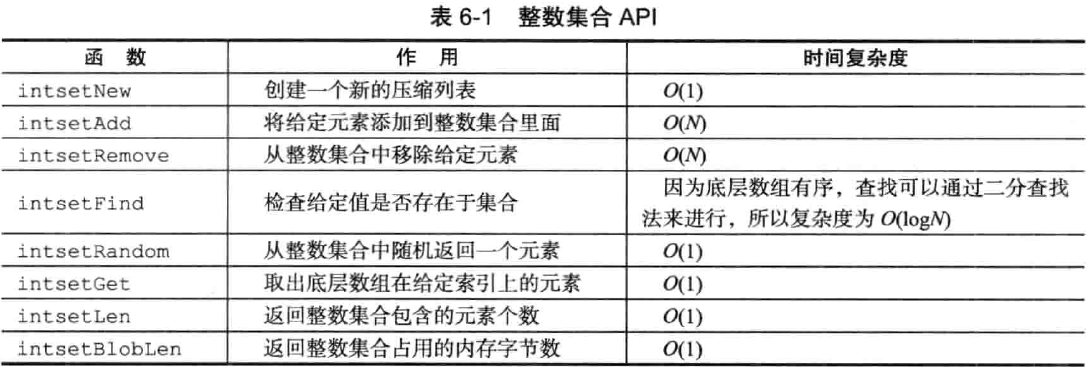 表 6-1 整数集合 API
函 数 作 用 时间复杂度
intsetNew 创建一个新的压缩列表 O(1)
intsetAdd 将给定元素添加到整数集合里面 O(N)
intsetRemove 从整数集合中移除给定元素 O(N)
intsetFind 检查给定值是否存在于集合 因为底层数组有序，查找可以通过二分查找
法来进行，所以复杂度为 O(logN)
intsetRandom 从整数集合中随机返回一个元素 O(1)
intsetGet 取出底层数组在给定索引上的元素 O(1)
intsetLen 返回整数集合包含的元素个数 O(1)
intsetBlobLen 返回整数集合占用的内存字节数 O(1)